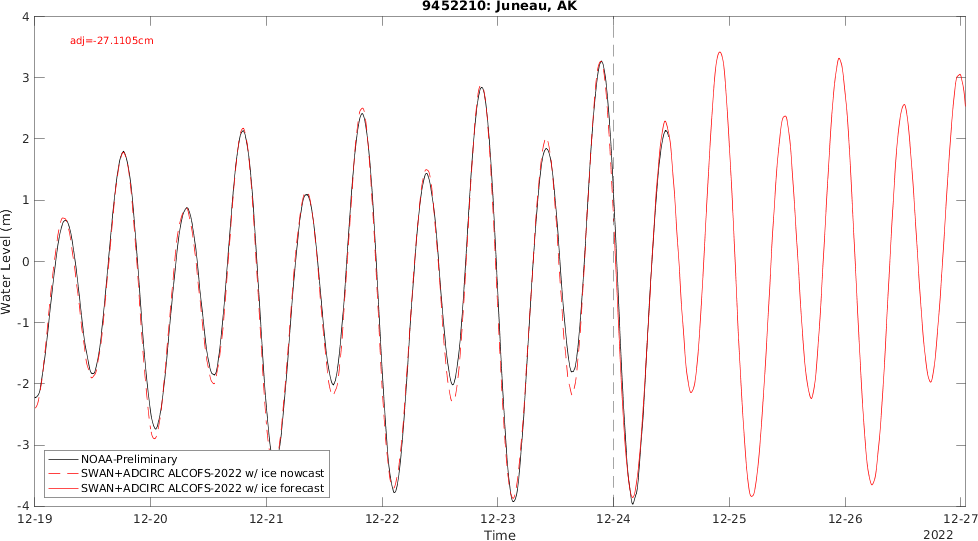 9452210: Juneau, AK
adj=-27.1105cm
Water Level (m)
4
3
2
1
0
-1
-2
-3
-4
NOAA-Preliminary
SWAN+ADCIRC ALCOFS-2022 w/ ice nowcast
SWAN+ADCIRC ALCOFS-2022 w/ ice forecast
12-19 12-20 12-21 12-22 12-23 12-24 12-25 12-26 12-27
Time
2022